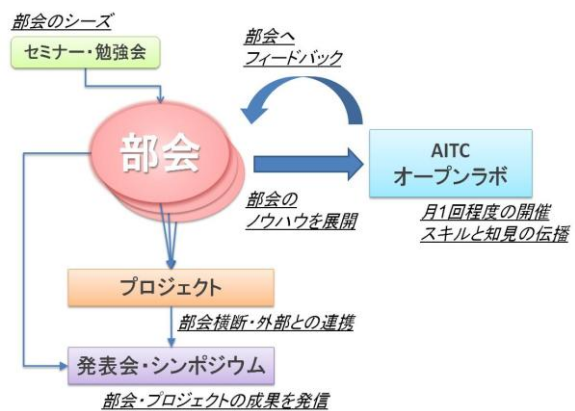 部会のシーズ
セミナー・勉強会
部会へ
フィードバック
部会
AITC
オープンラボ
部会の
ノウハウを展開
月1回程度の開催
スキルと知見の伝播
プロジェクト
部会横断・外部との連携
発表会・シンポジウム
部会・プロジェクトの成果を発信